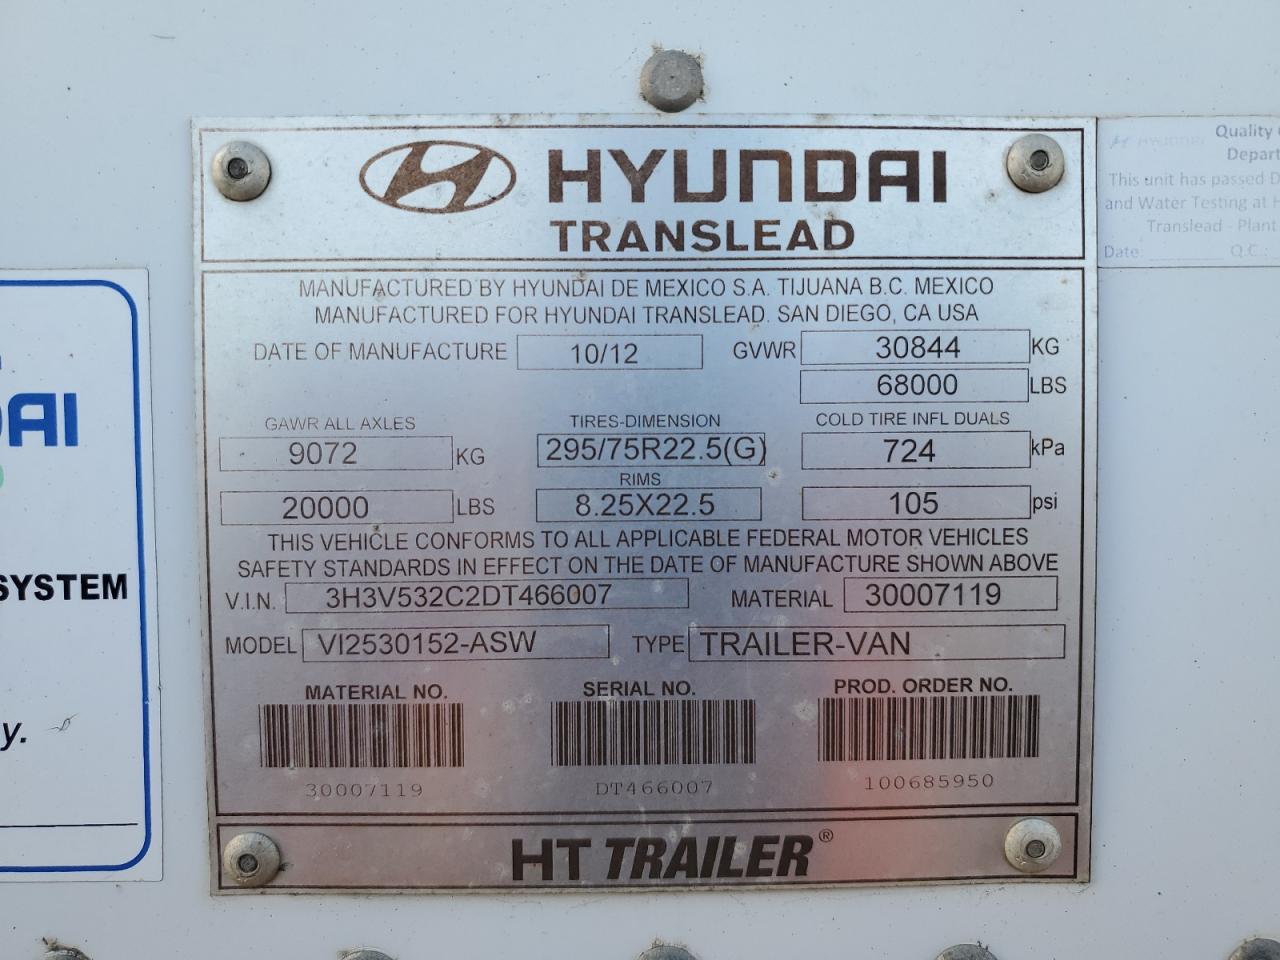 HYUNDAI
TRANSLEAD
MANUFACTURED BY HYUNDAI DE MEXICO S.A. TIJUANA B.C. MEXICO
MANUFACTURED FOR HYUNDAI TRANSLEAD. SAN DIEGO, CA USA
DATE OF MANUFACTURE 10/12 GVWR 30844 KG
68000 LBS
GAWR ALL AXLES TIRES-DIMENSION COLD TIRE INFL DUALS
9072 KG 295/75R22.5(G) 724 kPa
RIMS
20000 LBS 8.25X22.5 105 psi
THIS VEHICLE CONFORMS TO ALL APPLICABLE FEDERAL MOTOR VEHICLES
SAFETY STANDARDS IN EFFECT ON THE DATE OF MANUFACTURE SHOWN ABOVE
V.I.N. 3H3V532C2DT466007 MATERIAL 30007119
MODEL VI2530152-ASW TYPE TRAILER-VAN
MATERIAL NO. SERIAL NO. PROD. ORDER NO.
30007119 DT466007 100685950
HT TRAILER®
DAI
SYSTEM
y.
HYUNDAI Quality
Depart
This unit has passed D
and Water Testing at H
Translead - Plant
Date: Q.C.: